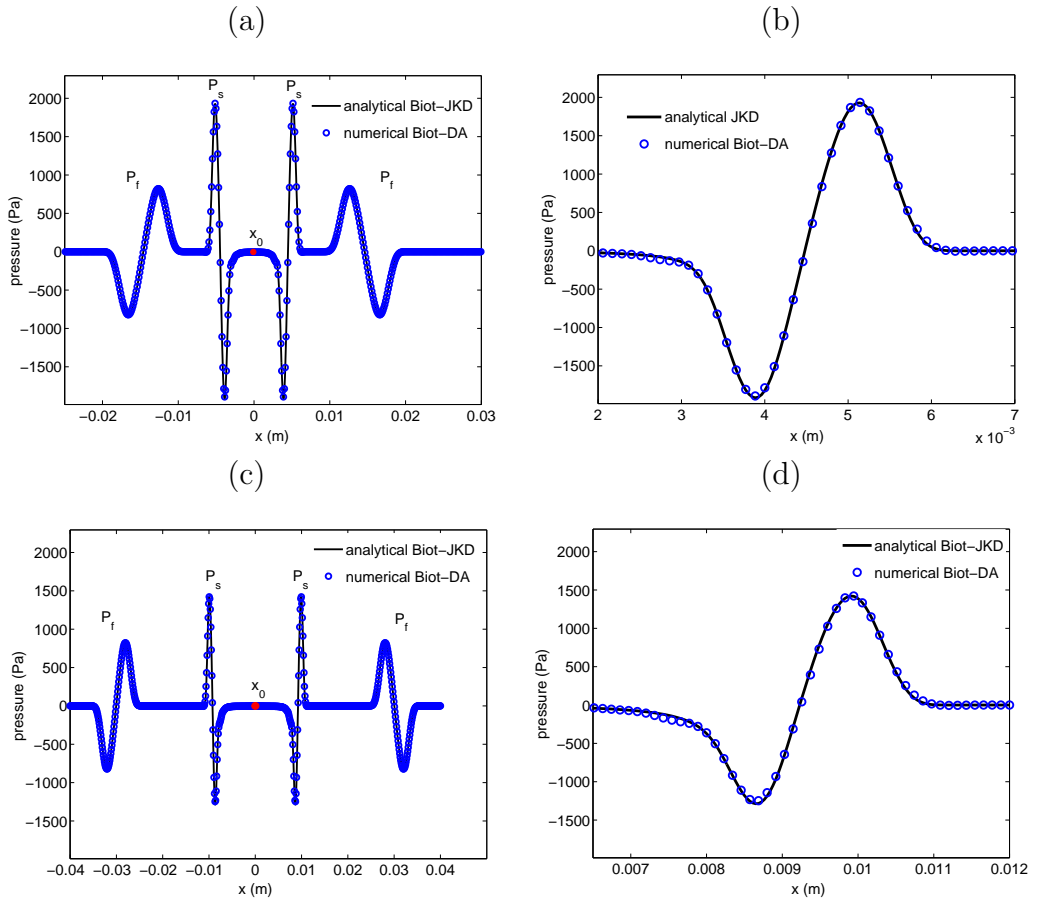 (a)
P_s P_s
analytical Biot−JKD
numerical Biot−DA
P_f P_f
x_0
2000
1500
1000
500
0
−500
−1000
−1500
pressure (Pa)
−0.02 −0.01 0 0.01 0.02 0.03
x (m)
(b)
analytical JKD
numerical Biot−DA
2000
1500
1000
500
0
−500
−1000
−1500
pressure (Pa)
2 3 4 5 6 7
x (m)
x 10^−3
(c)
analytical Biot−JKD
numerical Biot−DA
P_s P_s
P_f P_f
x_0
2000
1500
1000
500
0
−500
−1000
−1500
pressure (Pa)
−0.04 −0.03 −0.02 −0.01 0 0.01 0.02 0.03 0.04
x (m)
(d)
analytical Biot−JKD
numerical Biot−DA
2000
1500
1000
500
0
−500
−1000
−1500
pressure (Pa)
0.007 0.008 0.009 0.01 0.011 0.012
x (m)